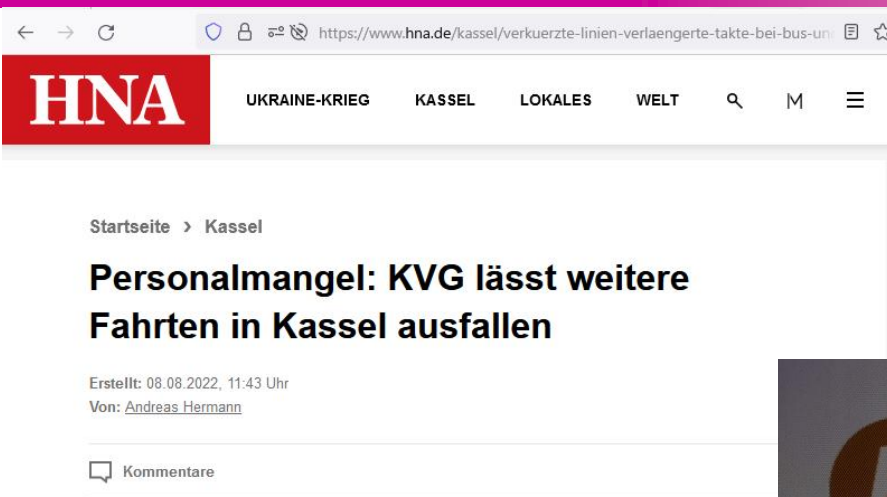 https://www.hna.de/kassel/verkuerzte-linien-verlaengerte-takte-bei-bus-un
HNA
UKRAINE-KRIEG KASSEL LOKALES WELT M
Startseite › Kassel
Personalmangel: KVG lässt weitere
Fahrten in Kassel ausfallen
Erstellt: 08.08.2022, 11:43 Uhr
Von: Andreas Hermann
Kommentare